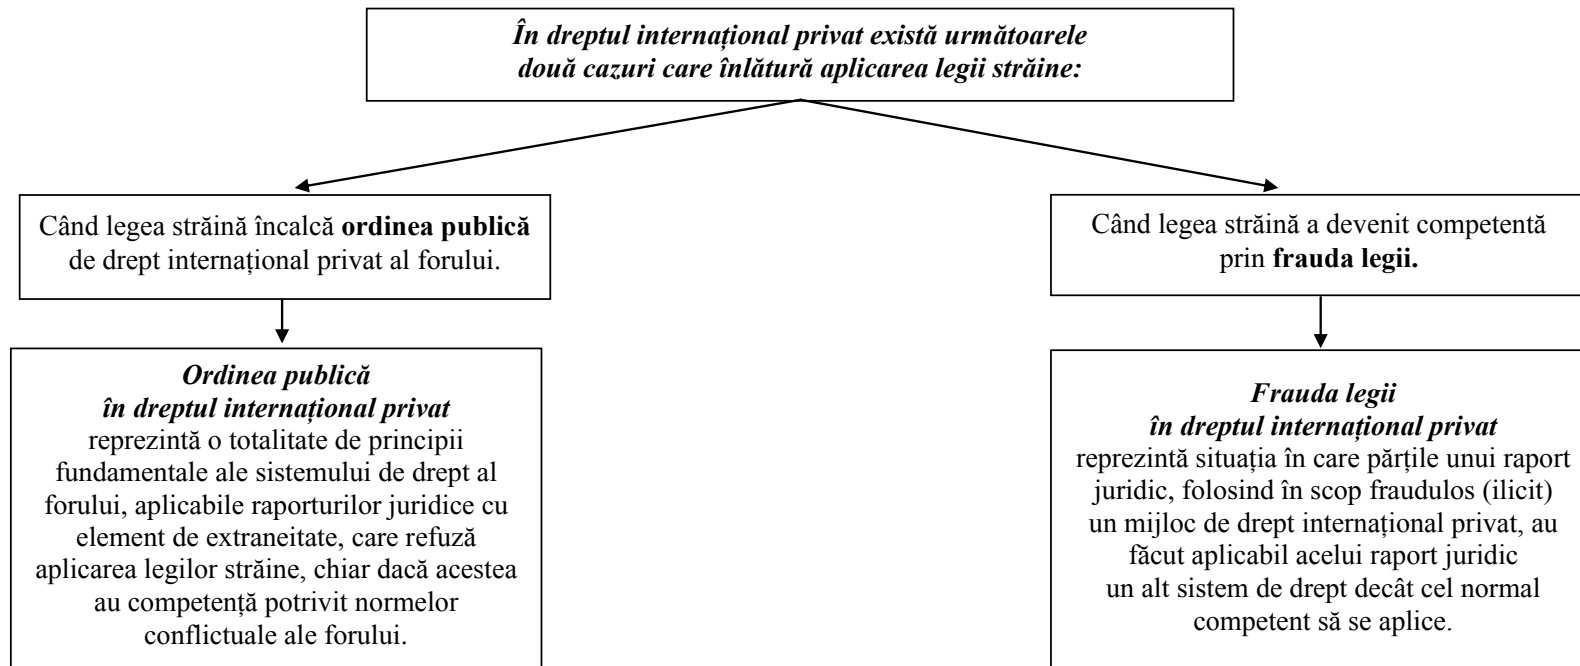 În dreptul internațional privat există următoarele
două cazuri care înlătură aplicarea legii străine:
Când legea străină încalcă ordinea publică
de drept internațional privat al forului.
Când legea străină a devenit competentă
prin frauda legii.
Ordinea publică
în dreptul internațional privat
reprezintă o totalitate de principii
fundamentale ale sistemului de drept al
forului, aplicabile raporturilor juridice cu
element de extraneitate, care refuză
aplicarea legilor străine, chiar dacă acestea
au competență potrivit normelor
conflictuale ale forului.
Frauda legii
în dreptul internațional privat
reprezintă situația în care părțile unui raport
juridic, folosind în scop fraudulos (ilicit)
un mijloc de drept internațional privat, au
făcut aplicabil acelui raport juridic
un alt sistem de drept decât cel normal
competent să se aplice.